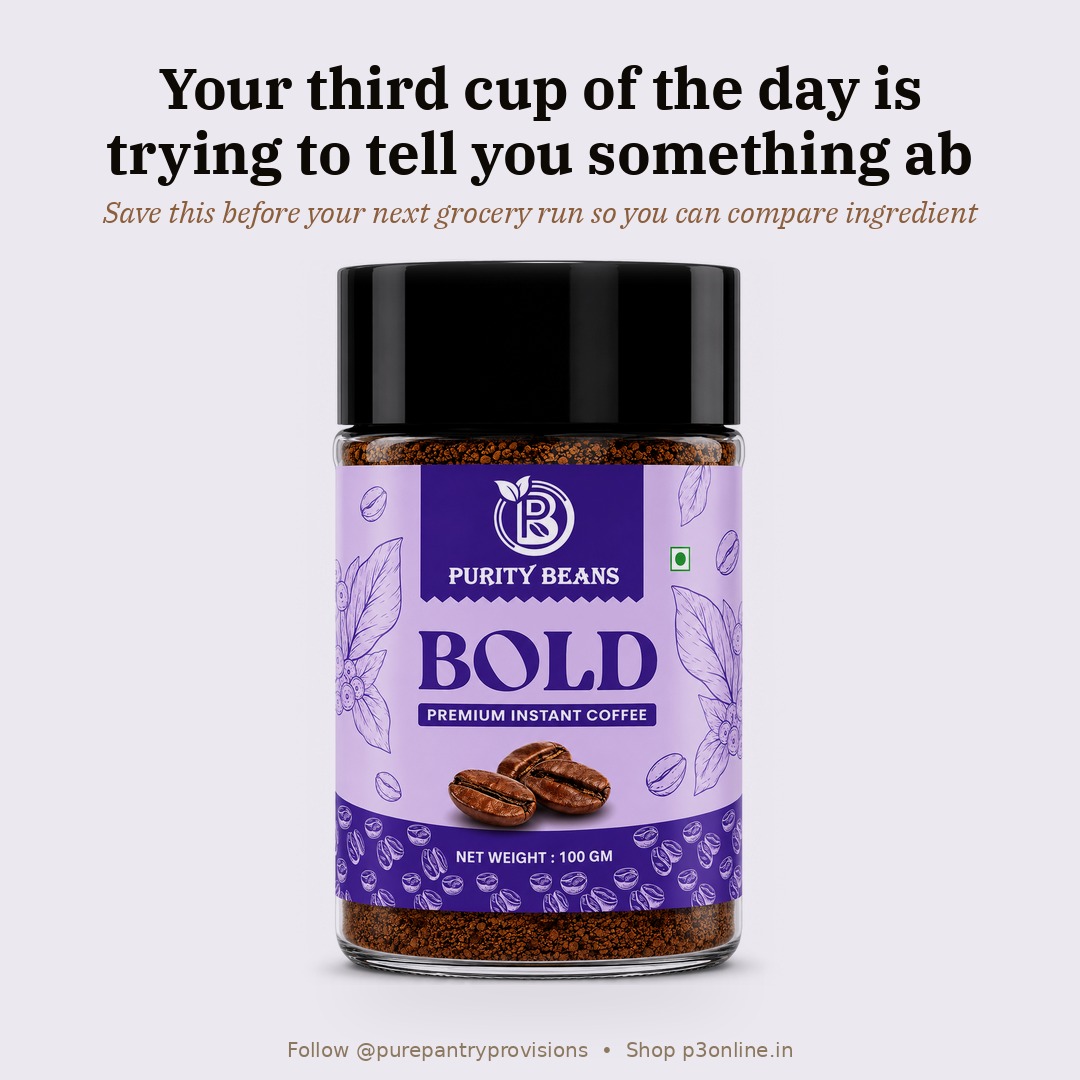 Your third cup of the day is
trying to tell you something ab
Save this before your next grocery run so you can compare ingredient
PURITY BEANS
BOLD
PREMIUM INSTANT COFFEE
NET WEIGHT : 100 GM
Follow @purepantryprovisions • Shop p3online.in